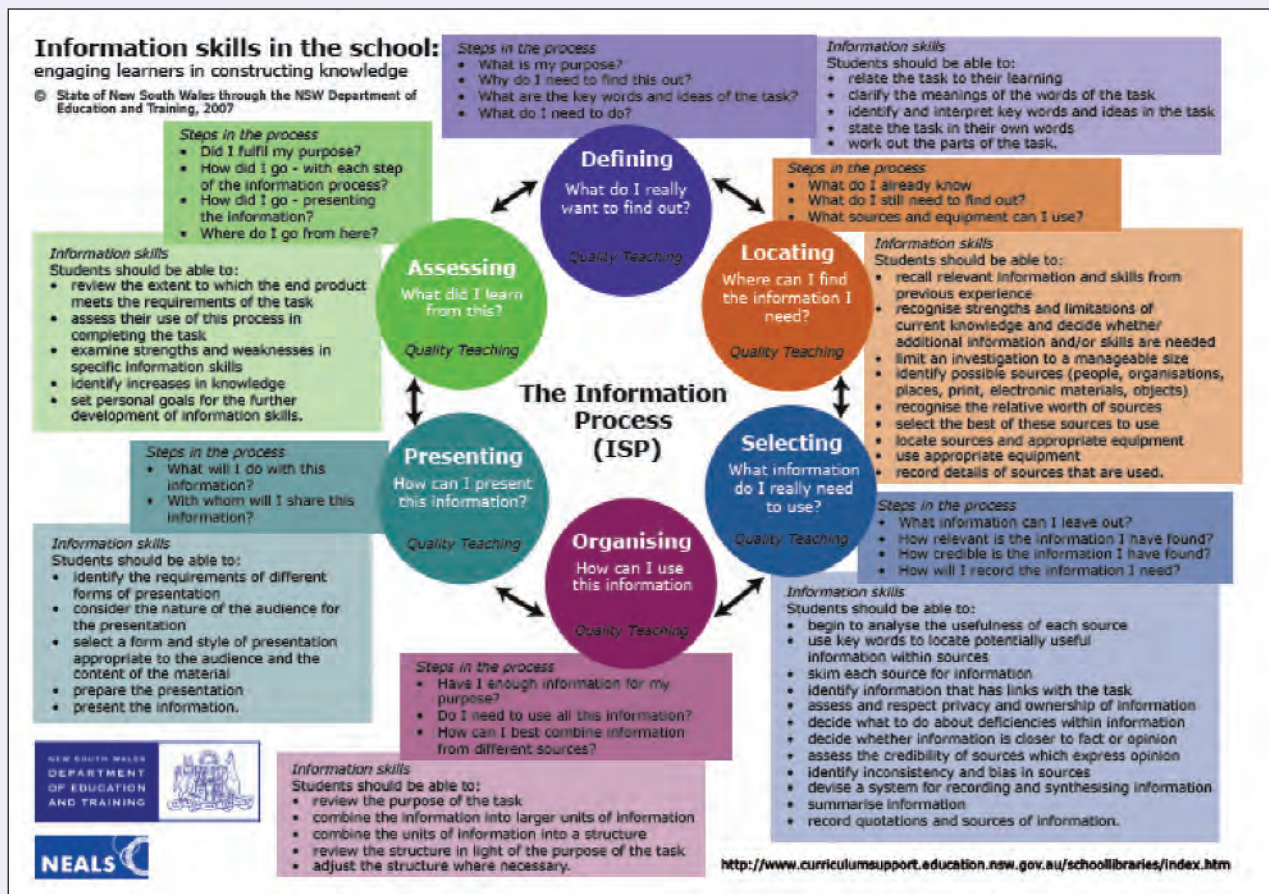 Information skills in the school:
engaging learners in constructing knowledge
© State of New South Wales through the NSW Department of
Education and Training, 2007
Steps in the process
• What is my purpose?
• Why do I need to find this out?
• What are the key words and ideas of the task?
• What do I need to do?
Information skills
Students should be able to:
• relate the task to their learning
• clarify the meanings of the words of the task
• identify and interpret key words and ideas in the task
• state the task in their own words
• work out the parts of the task.
Defining
What do I really
want to find out?
Quality Teaching
Steps in the process
• What do I already know
• What do I still need to find out?
• What sources and equipment can I use?
Locating
Where can I find
the information I
need?
Quality Teaching
Information skills
Students should be able to:
• recall relevant information and skills from
previous experience
• recognise strengths and limitations of
current knowledge and decide whether
additional information and/or skills are needed
• limit an investigation to a manageable size
• identify possible sources (people, organisations,
places, print, electronic materials, objects)
• recognise the relative worth of sources
• select the best of these sources to use
• locate sources and appropriate equipment
• use appropriate equipment
• record details of sources that are used.
Selecting
What information
do I really need
to use?
Quality Teaching
Steps in the process
• What information can I leave out?
• How relevant is the information I have found?
• How credible is the information I have found?
• How will I record the information I need?
Information skills
Students should be able to:
• begin to analyse the usefulness of each source
• use key words to locate potentially useful
information within sources
• skim each source for information
• identify information that has links with the task
• assess and respect privacy and ownership of information
• decide what to do about deficiencies within information
• decide whether information is closer to fact or opinion
• assess the credibility of sources which express opinion
• identify inconsistency and bias in sources
• devise a system for recording and synthesising information
• summarise information
• record quotations and sources of information.
Organising
How can I use
this information
Quality Teaching
Steps in the process
• Have I enough information for my
purpose?
• Do I need to use all this information?
• How can I best combine information
from different sources?
Information skills
Students should be able to:
• review the purpose of the task
• combine the information into larger units of information
• combine the units of information into a structure
• review the structure in light of the purpose of the task
• adjust the structure where necessary.
Presenting
How can I present
this information?
Quality Teaching
Steps in the process
• What will I do with this
information?
• With whom will I share this
information?
Information skills
Students should be able to:
• identify the requirements of different
forms of presentation
• consider the nature of the audience for
the presentation
• select a form and style of presentation
appropriate to the audience and the
content of the material
• prepare the presentation
• present the information.
Assessing
What did I learn
from this?
Quality Teaching
Steps in the process
• Did I fulfil my purpose?
• How did I go - with each step
of the information process?
• How did I go - presenting
the information?
• Where do I go from here?
Information skills
Students should be able to:
• review the extent to which the end product
meets the requirements of the task
• assess their use of this process in
completing the task
• examine strengths and weaknesses in
specific information skills
• identify increases in knowledge
• set personal goals for the further
development of information skills.
The Information
Process
(ISP)
NEW SOUTH WALES
DEPARTMENT
OF EDUCATION
AND TRAINING
NEALS
http://www.curriculumsupport.education.nsw.gov.au/schoollibraries/index.htm